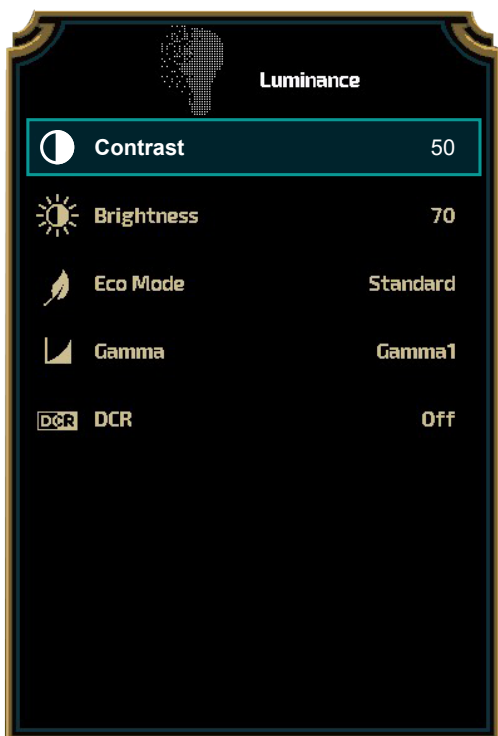 Luminance
Contrast 50
Brightness 70
Eco Mode Standard
Gamma Gamma1
DCR DCR Off